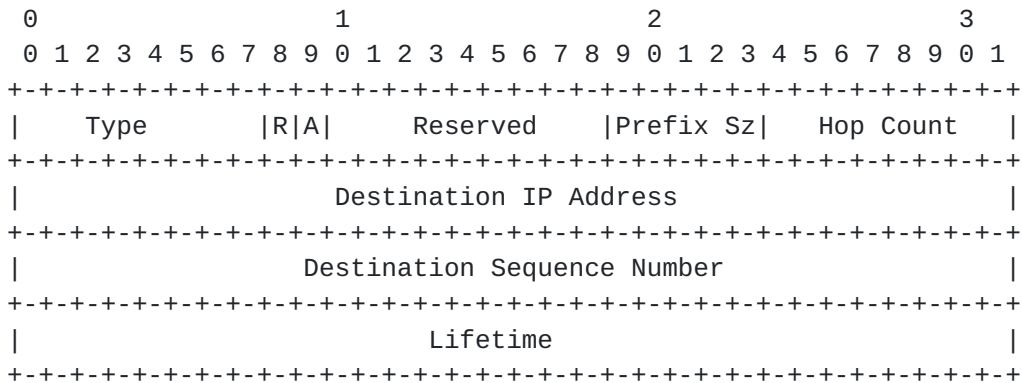 0                   1                   2                   3
 0 1 2 3 4 5 6 7 8 9 0 1 2 3 4 5 6 7 8 9 0 1 2 3 4 5 6 7 8 9 0 1
+-+-+-+-+-+-+-+-+-+-+-+-+-+-+-+-+-+-+-+-+-+-+-+-+-+-+-+-+-+-+-+-+
|    Type       |R|A|     Reserved    |Prefix Sz|   Hop Count   |
+-+-+-+-+-+-+-+-+-+-+-+-+-+-+-+-+-+-+-+-+-+-+-+-+-+-+-+-+-+-+-+-+
|                    Destination IP Address                     |
+-+-+-+-+-+-+-+-+-+-+-+-+-+-+-+-+-+-+-+-+-+-+-+-+-+-+-+-+-+-+-+-+
|                  Destination Sequence Number                  |
+-+-+-+-+-+-+-+-+-+-+-+-+-+-+-+-+-+-+-+-+-+-+-+-+-+-+-+-+-+-+-+-+
|                          Lifetime                             |
+-+-+-+-+-+-+-+-+-+-+-+-+-+-+-+-+-+-+-+-+-+-+-+-+-+-+-+-+-+-+-+-+